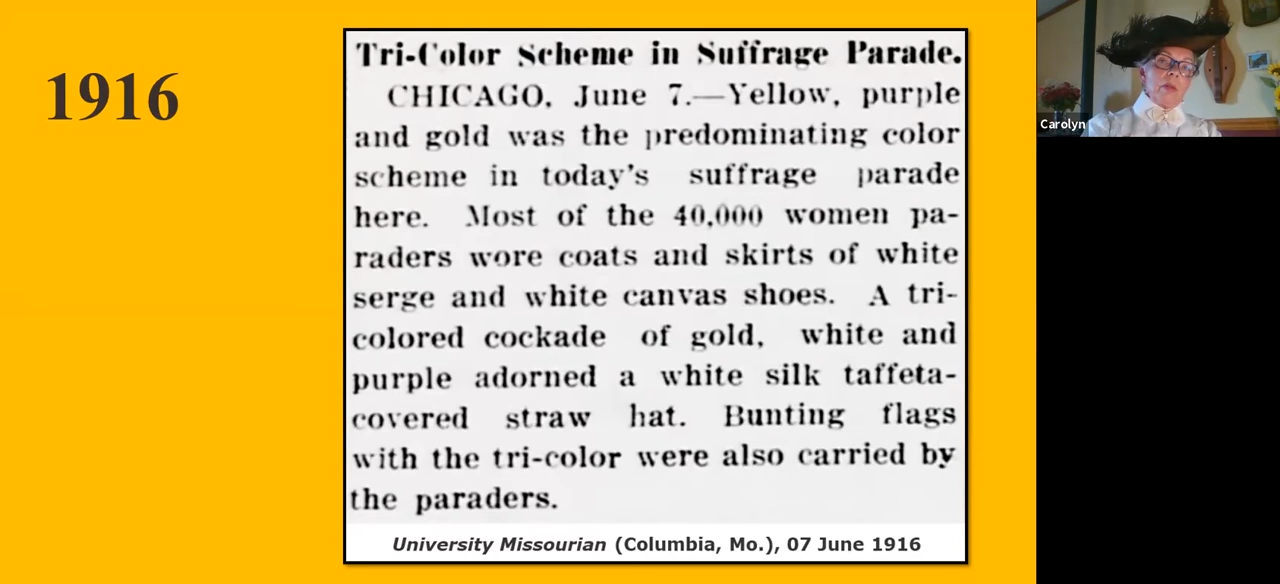 1916
Tri-Color Scheme in Suffrage Parade.
CHICAGO, June 7.—Yellow, purple
and gold was the predominating color
scheme in today's suffrage parade
here. Most of the 40,000 women pa-
raders wore coats and skirts of white
serge and white canvas shoes. A tri-
colored cockade of gold, white and
purple adorned a white silk taffeta-
covered straw hat. Bunting flags
with the tri-color were also carried by
the paraders.
University Missourian (Columbia, Mo.), 07 June 1916
Carolyn